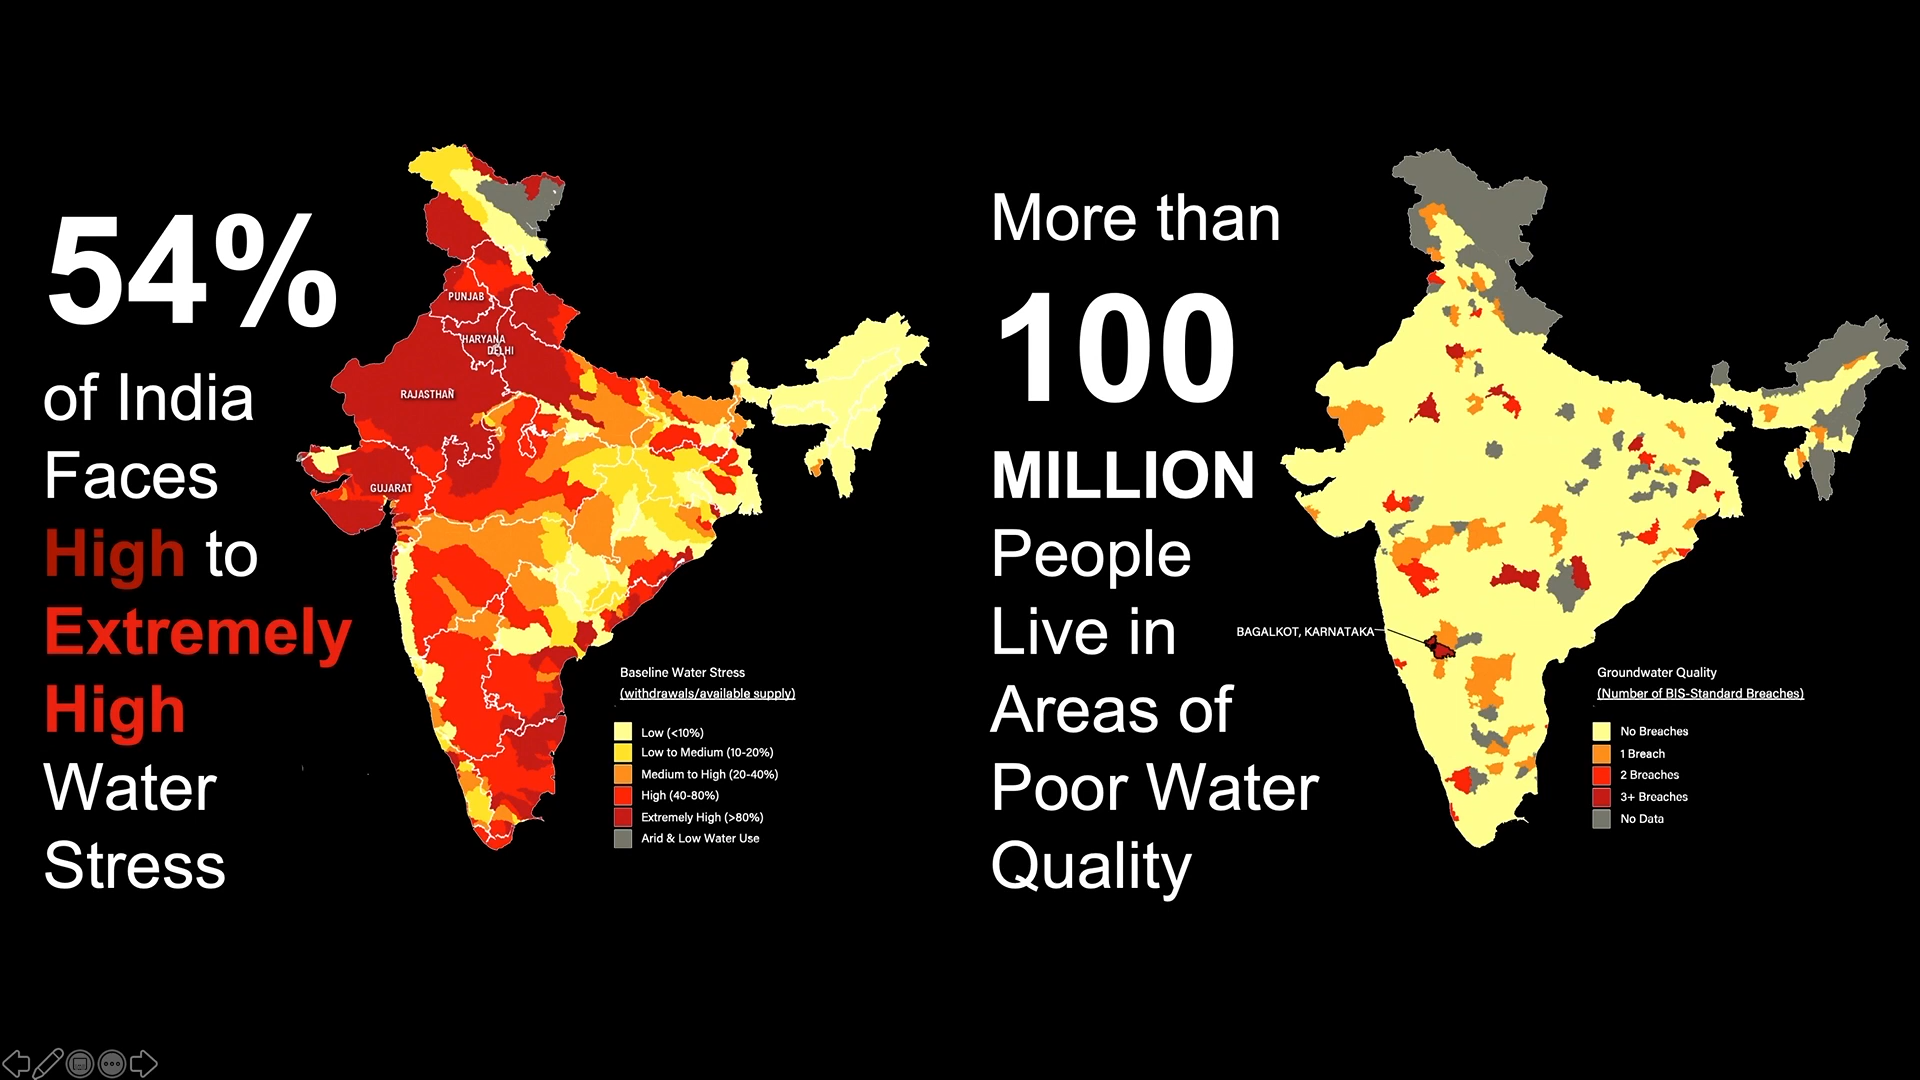 54%
of India
Faces
High to
Extremely
High
Water
Stress
PUNJAB
HARYANA
DELHI
RAJASTHAN
GUJARAT
Baseline Water Stress
(withdrawals/available supply)
Low (<10%)
Low to Medium (10-20%)
Medium to High (20-40%)
High (40-80%)
Extremely High (>80%)
Arid & Low Water Use
More than
100
MILLION
People
Live in
Areas of
Poor Water
Quality
BAGALKOT, KARNATAKA
Groundwater Quality
(Number of BIS-Standard Breaches)
No Breaches
1 Breach
2 Breaches
3+ Breaches
No Data